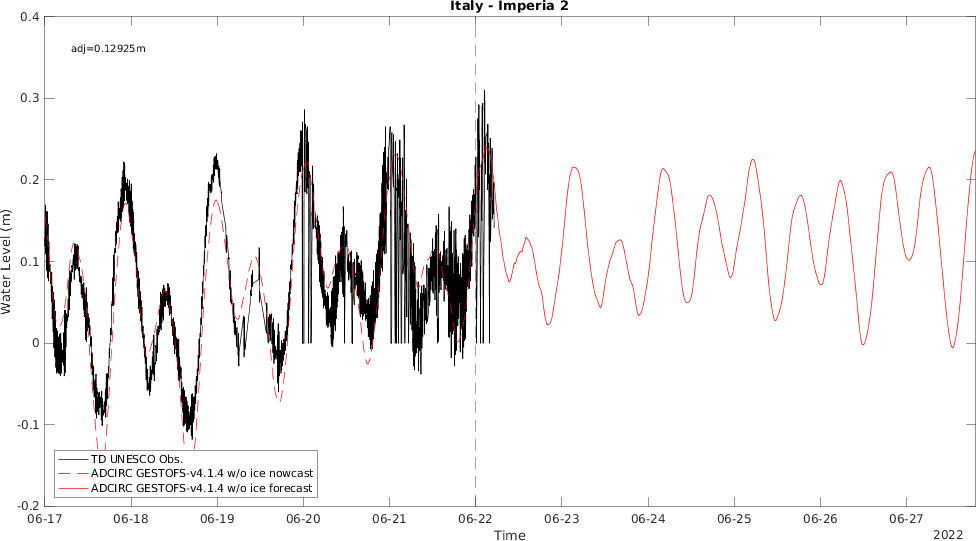 Italy - Imperia 2
adj=0.12925m
Water Level (m)
0.4
0.3
0.2
0.1
0
-0.1
-0.2
TD UNESCO Obs.
ADCIRC GESTOFS-v4.1.4 w/o ice nowcast
ADCIRC GESTOFS-v4.1.4 w/o ice forecast
06-17 06-18 06-19 06-20 06-21 06-22 06-23 06-24 06-25 06-26 06-27
Time
2022